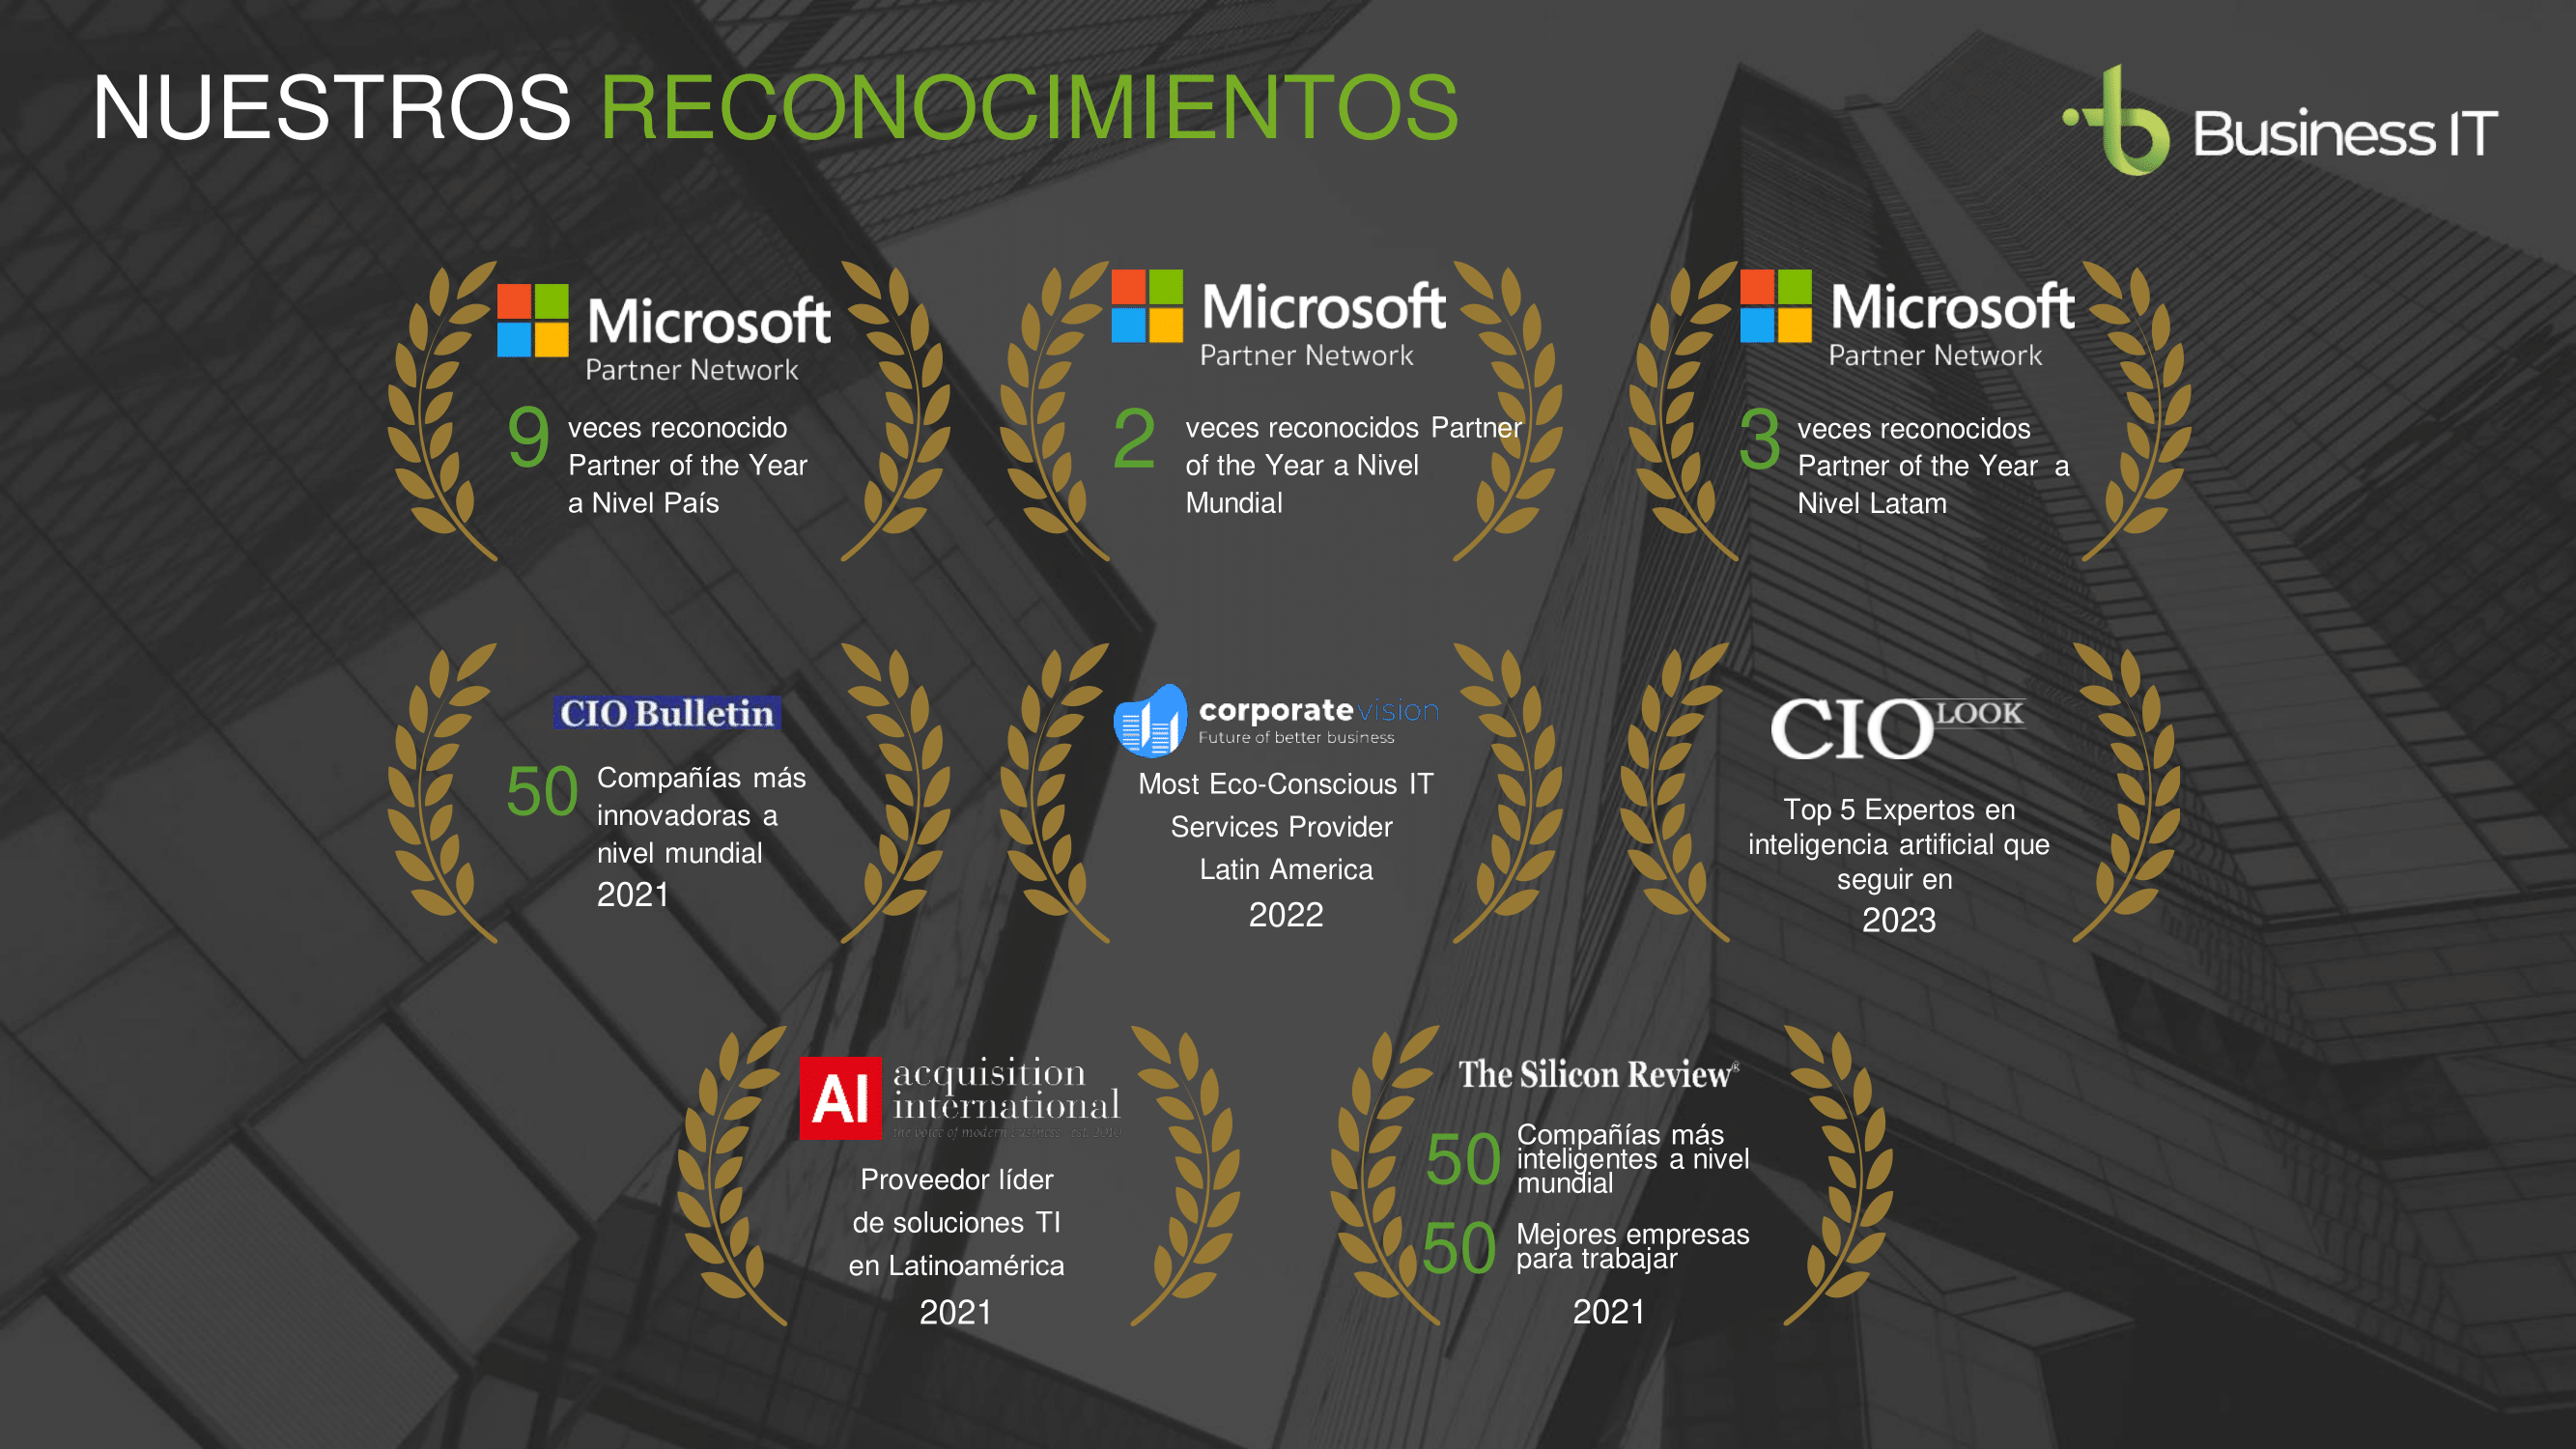 NUESTROS RECONOCIMIENTOS
Business IT
Microsoft
Partner Network
9 veces reconocido
Partner of the Year
a Nivel País
Microsoft
Partner Network
2 veces reconocidos Partner
of the Year a Nivel
Mundial
Microsoft
Partner Network
3 veces reconocidos
Partner of the Year a
Nivel Latam
CIO Bulletin
50 Compañías más
innovadoras a
nivel mundial
2021
corporatevision
Future of better business
Most Eco-Conscious IT
Services Provider
Latin America
2022
CIO LOOK
Top 5 Expertos en
inteligencia artificial que
seguir en
2023
AI acquisition
international
the voice of modern business est. 2010
Proveedor líder
de soluciones TI
en Latinoamérica
2021
The Silicon Review®
50 Compañías más
inteligentes a nivel
mundial
50 Mejores empresas
para trabajar
2021